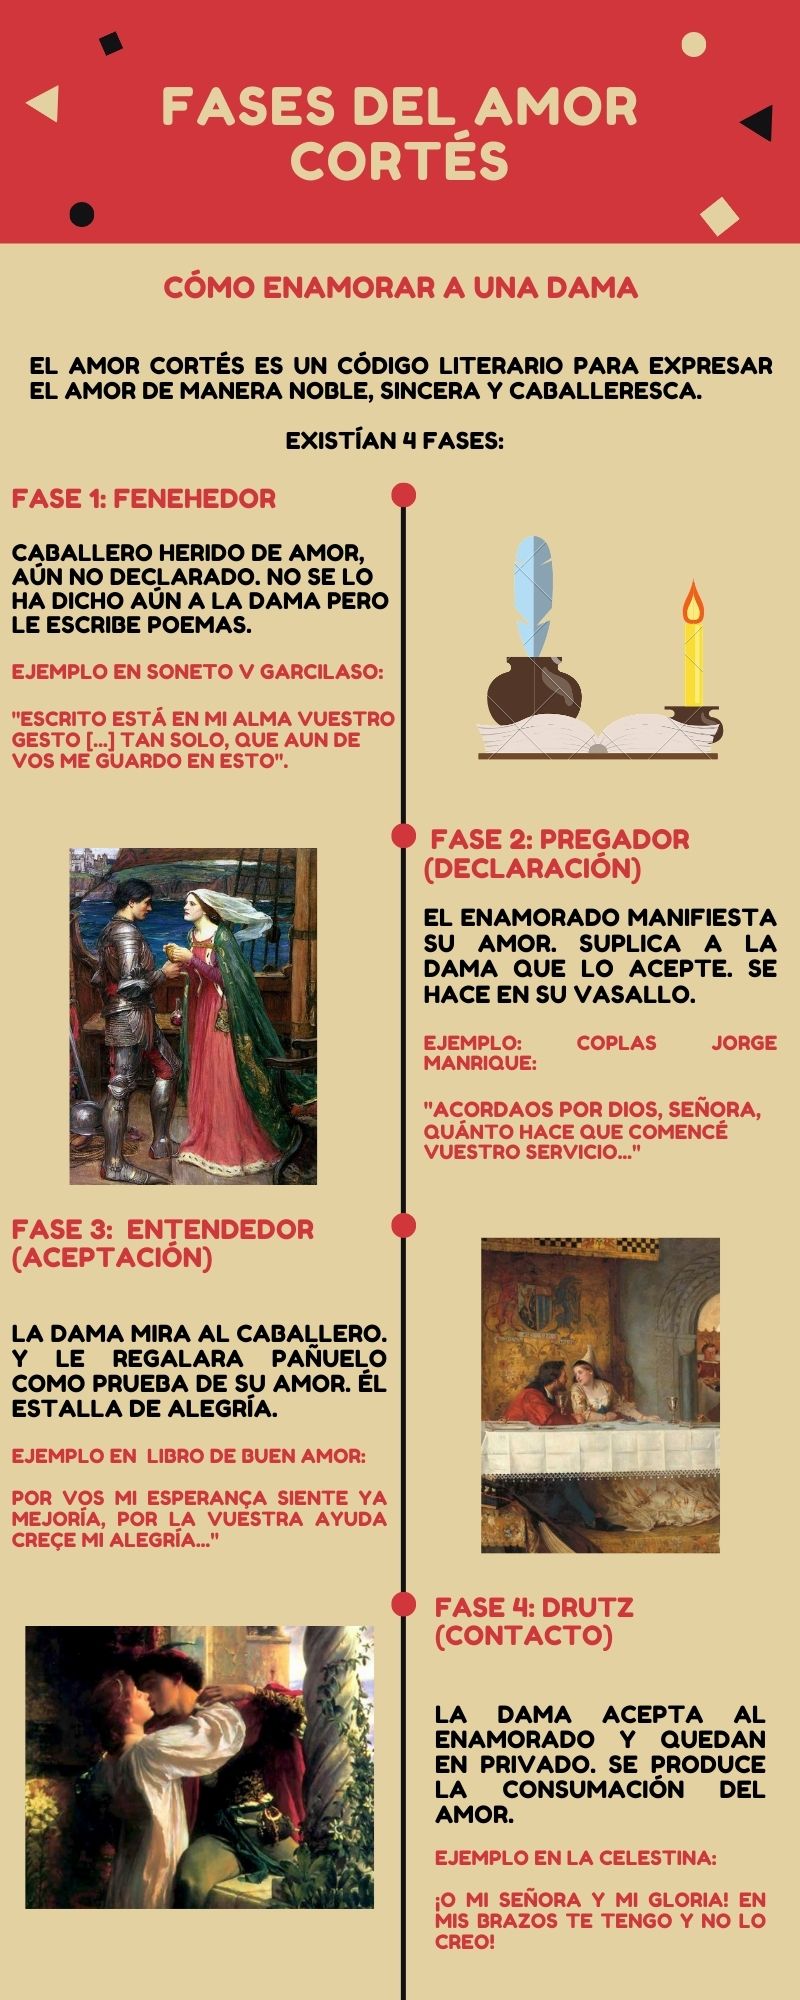 FASES DEL AMOR
CORTÉS
CÓMO ENAMORAR A UNA DAMA
EL AMOR CORTÉS ES UN CÓDIGO LITERARIO PARA EXPRESAR
EL AMOR DE MANERA NOBLE, SINCERA Y CABALLERESCA.
EXISTÍAN 4 FASES:
FASE 1: FENEHEDOR
CABALLERO HERIDO DE AMOR,
AÚN NO DECLARADO. NO SE LO
HA DICHO AÚN A LA DAMA PERO
LE ESCRIBE POEMAS.
EJEMPLO EN SONETO V GARCILASO:
"ESCRITO ESTÁ EN MI ALMA VUESTRO
GESTO [...] TAN SOLO, QUE AUN DE
VOS ME GUARDO EN ESTO".
FASE 2: PREGADOR
(DECLARACIÓN)
EL ENAMORADO MANIFIESTA
SU AMOR. SUPLICA A LA
DAMA QUE LO ACEPTE. SE
HACE EN SU VASALLO.
EJEMPLO: COPLAS JORGE
MANRIQUE:
"ACORDAOS POR DIOS, SEÑORA,
QUÁNTO HACE QUE COMENCÉ
VUESTRO SERVICIO..."
FASE 3: ENTENDEDOR
(ACEPTACIÓN)
LA DAMA MIRA AL CABALLERO.
Y LE REGALARA PAÑUELO
COMO PRUEBA DE SU AMOR. ÉL
ESTALLA DE ALEGRÍA.
EJEMPLO EN LIBRO DE BUEN AMOR:
POR VOS MI ESPERANÇA SIENTE YA
MEJORÍA, POR LA VUESTRA AYUDA
CREÇE MI ALEGRÍA..."
FASE 4: DRUTZ
(CONTACTO)
LA DAMA ACEPTA AL
ENAMORADO Y QUEDAN
EN PRIVADO. SE PRODUCE
LA CONSUMACIÓN DEL
AMOR.
EJEMPLO EN LA CELESTINA:
¡O MI SEÑORA Y MI GLORIA! EN
MIS BRAZOS TE TENGO Y NO LO
CREO!